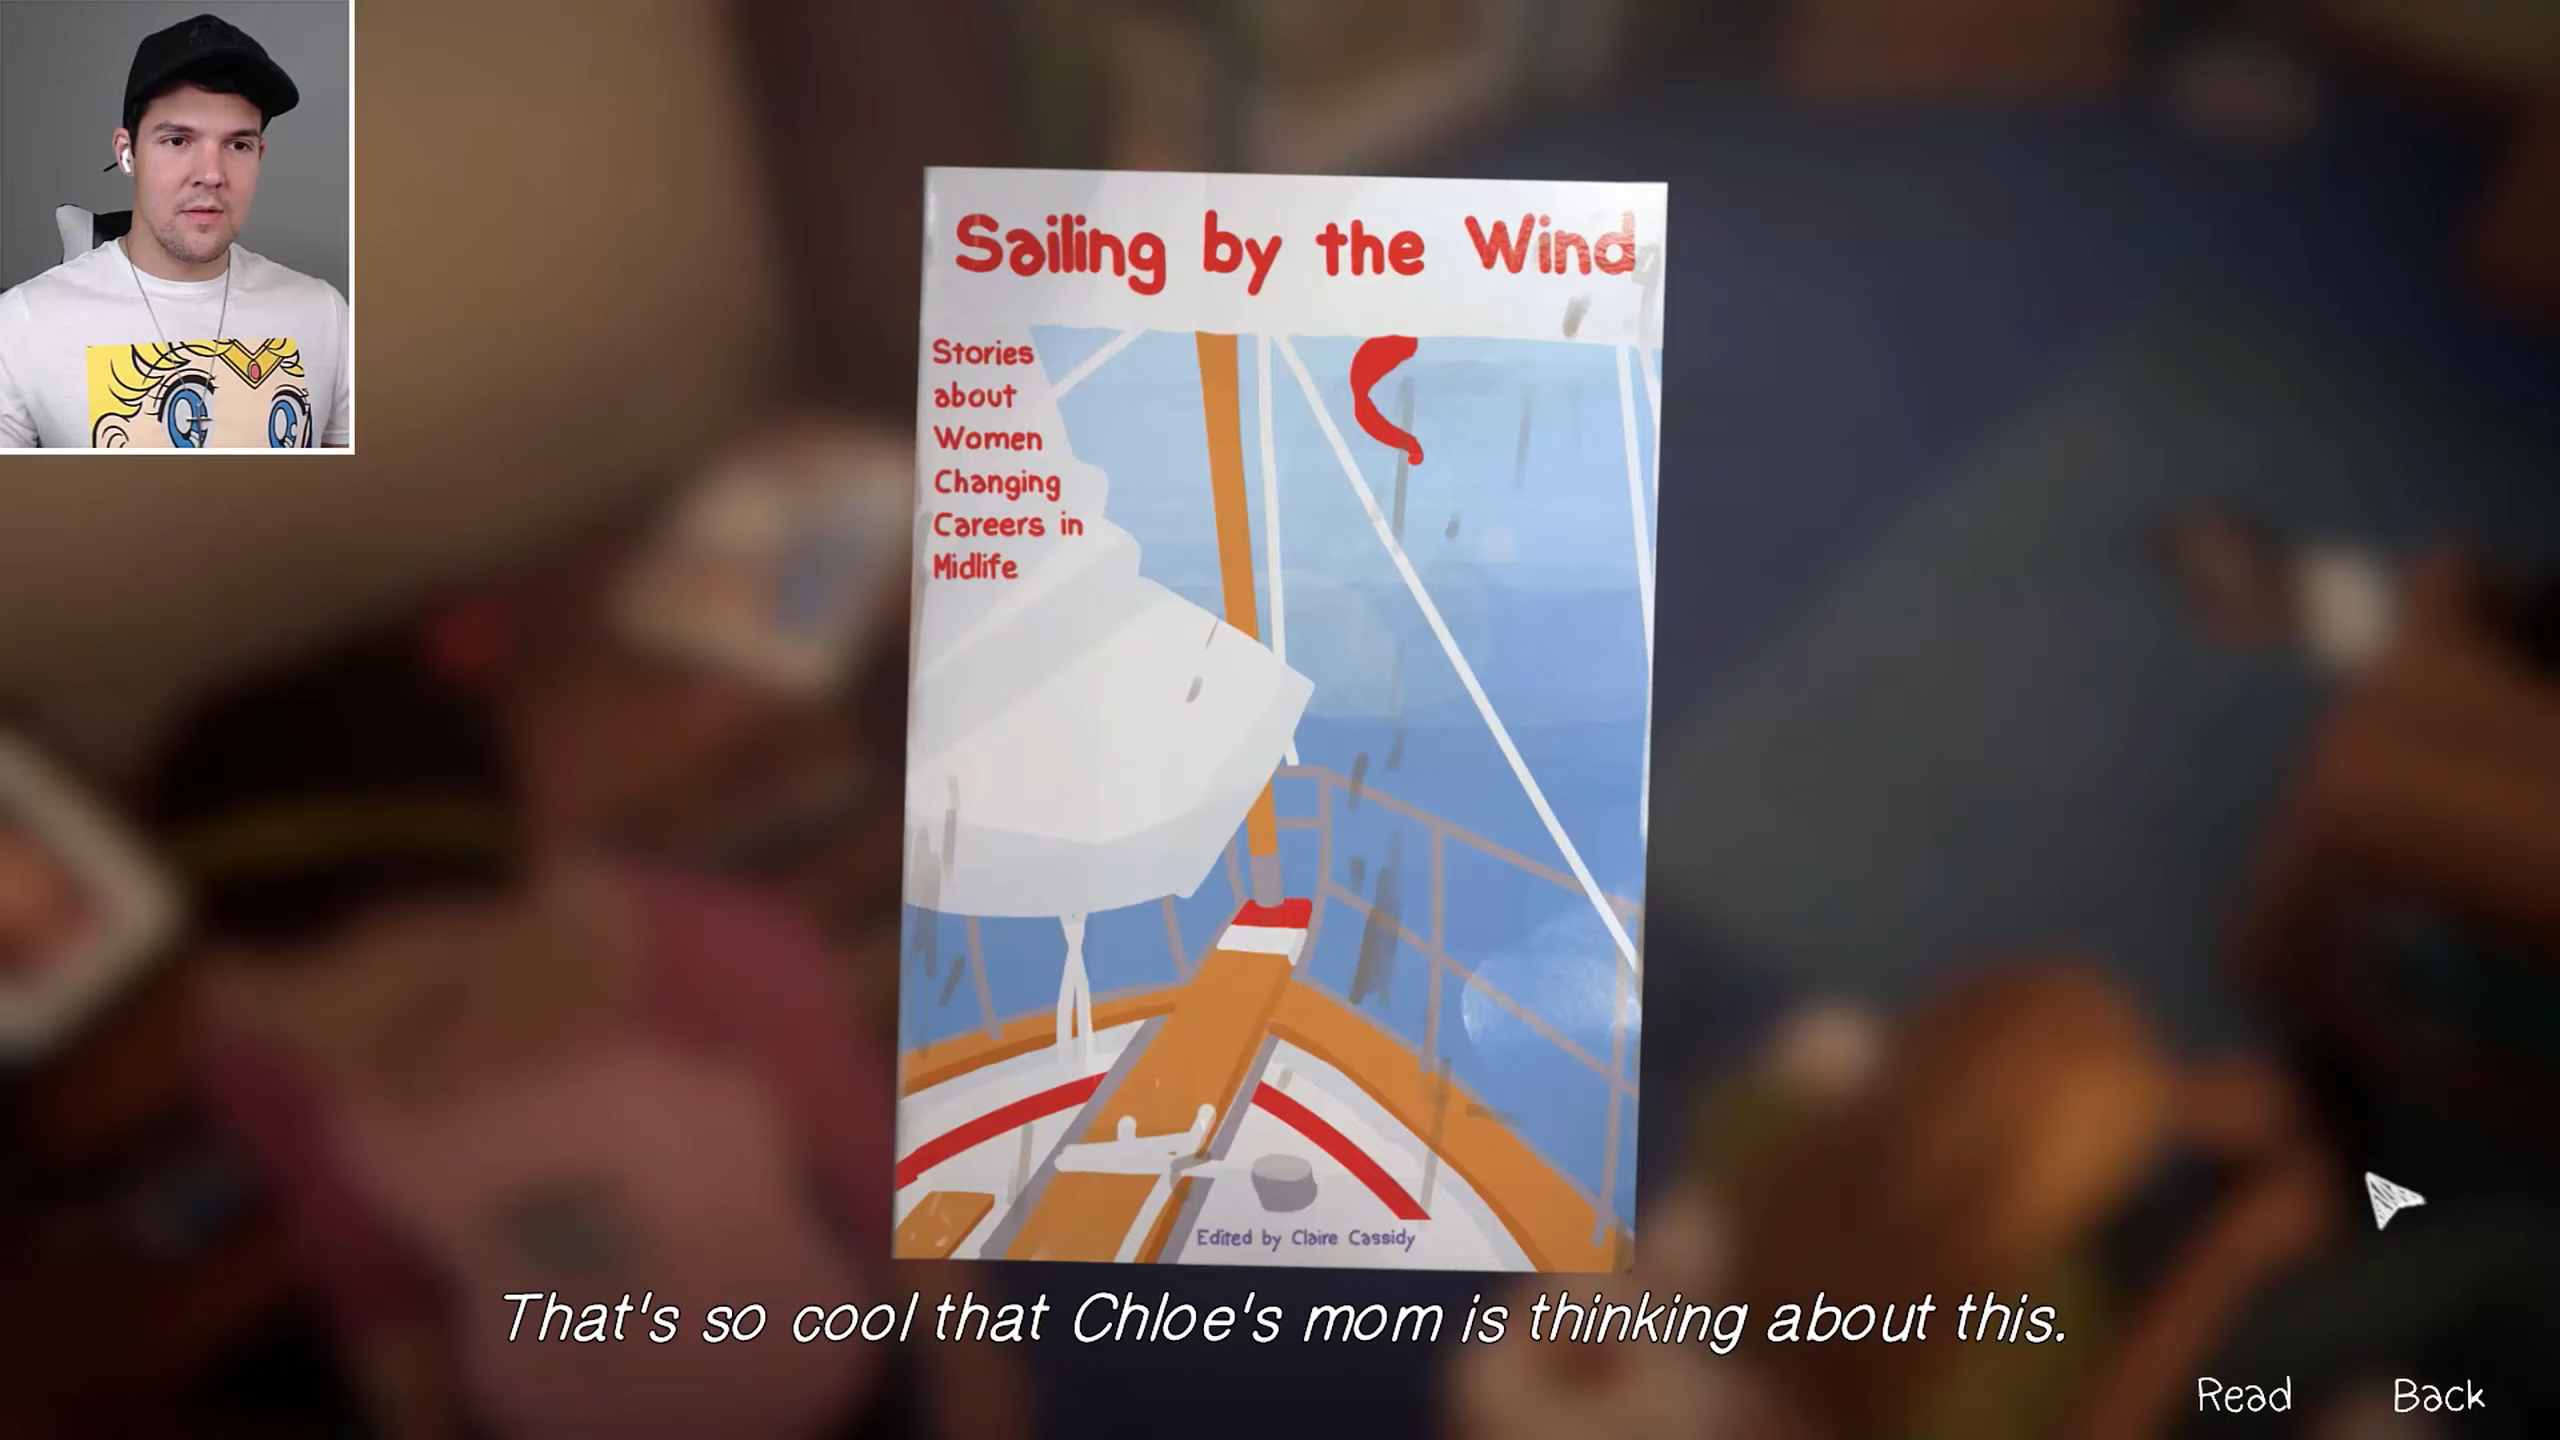 Sailing by the Wind
Stories
about
Women
Changing
Careers in
Midlife
Edited by Claire Cassidy
That's so cool that Chloe's mom is thinking about this.
Read Back